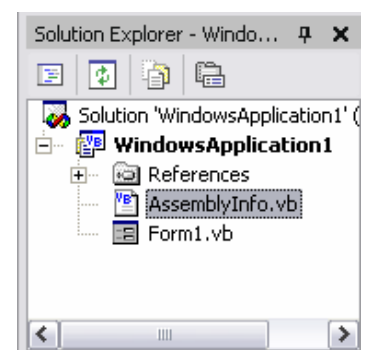 Solution Explorer - Windo...
Solution 'WindowsApplication1' (
WindowsApplication1
References
AssemblyInfo.vb
Form1.vb